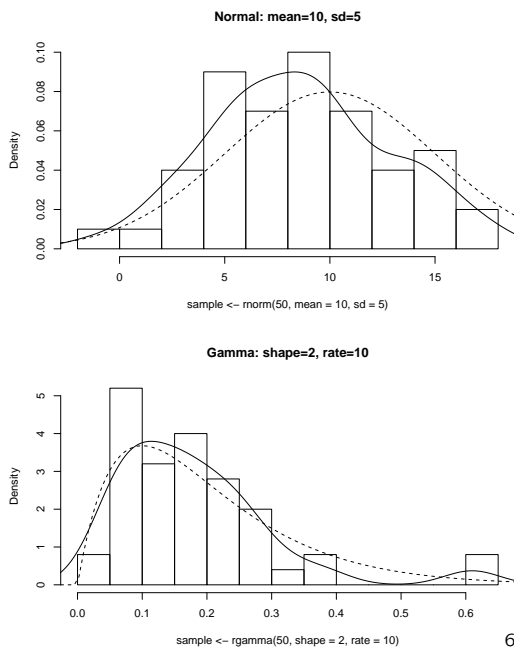 Normal: mean=10, sd=5
0.10
0.08
0.06
0.04
0.02
0.00
Density
0 5 10 15
sample <- rnorm(50, mean = 10, sd = 5)
Gamma: shape=2, rate=10
5
4
3
2
1
0
Density
0.0 0.1 0.2 0.3 0.4 0.5 0.6
sample <- rgamma(50, shape = 2, rate = 10)
6